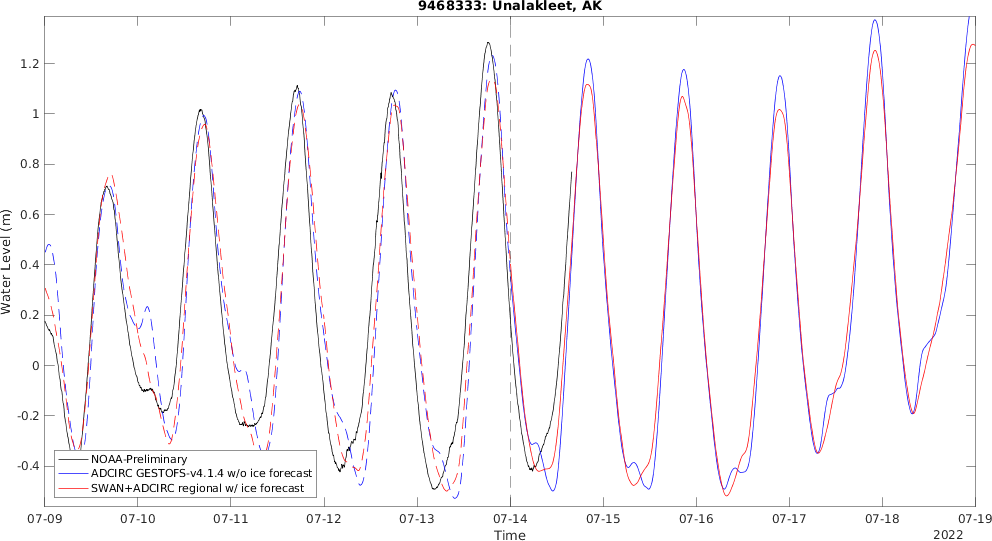 9468333: Unalakleet, AK
Water Level (m)
1.2
1
0.8
0.6
0.4
0.2
0
-0.2
-0.4
NOAA-Preliminary
ADCIRC GESTOFS-v4.1.4 w/o ice forecast
SWAN+ADCIRC regional w/ ice forecast
07-09 07-10 07-11 07-12 07-13 07-14 07-15 07-16 07-17 07-18 07-19
Time
2022